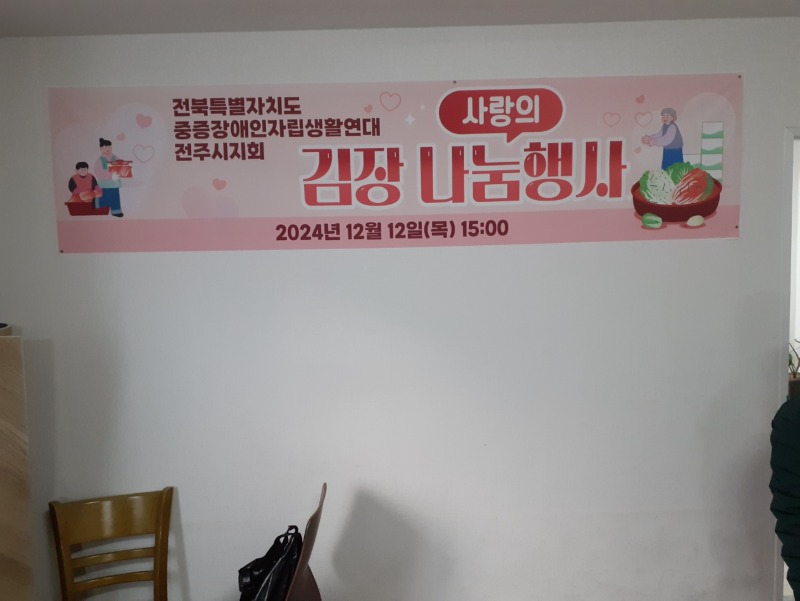 전북특별자치도
중증장애인자립생활연대
전주시지회
사랑의
김장 나눔행사
2024년 12월 12일(목) 15:00